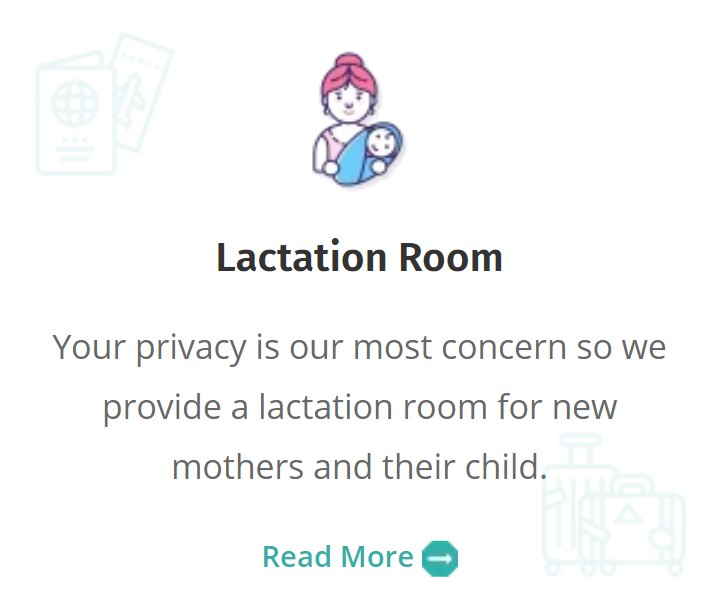 Lactation Room
Your privacy is our most concern so we
provide a lactation room for new
mothers and their child.
Read More